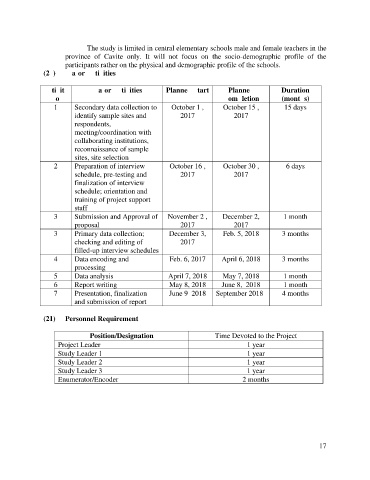 The study is limited in central elementary schools male and female teachers in the
province of Cavite only. It will not focus on the socio-demographic profile of the
participants rather on the physical and demographic profile of the schools.
(2 ) a or ti ities
ti it a or ti ities Planne tart Planne Duration
o om letion (mont s)
1 Secondary data collection to October 1 , October 15 , 15 days
identify sample sites and 2017 2017
respondents,
meeting/coordination with
collaborating institutions,
reconnaissance of sample
sites, site selection
2 Preparation of interview October 16 , October 30 , 6 days
schedule, pre-testing and 2017 2017
finalization of interview
schedule; orientation and
training of project support
staff
3 Submission and Approval of November 2 , December 2, 1 month
proposal 2017 2017
3 Primary data collection; December 3, Feb. 5, 2018 3 months
checking and editing of 2017
filled-up interview schedules
4 Data encoding and Feb. 6, 2017 April 6, 2018 3 months
processing
5 Data analysis April 7, 2018 May 7, 2018 1 month
6 Report writing May 8, 2018 June 8, 2018 1 month
7 Presentation, finalization June 9 2018 September 2018 4 months
and submission of report
(21) Personnel Requirement
Position/Designation Time Devoted to the Project
Project Leader 1 year
Study Leader 1 1 year
Study Leader 2 1 year
Study Leader 3 1 year
Enumerator/Encoder 2 months
17